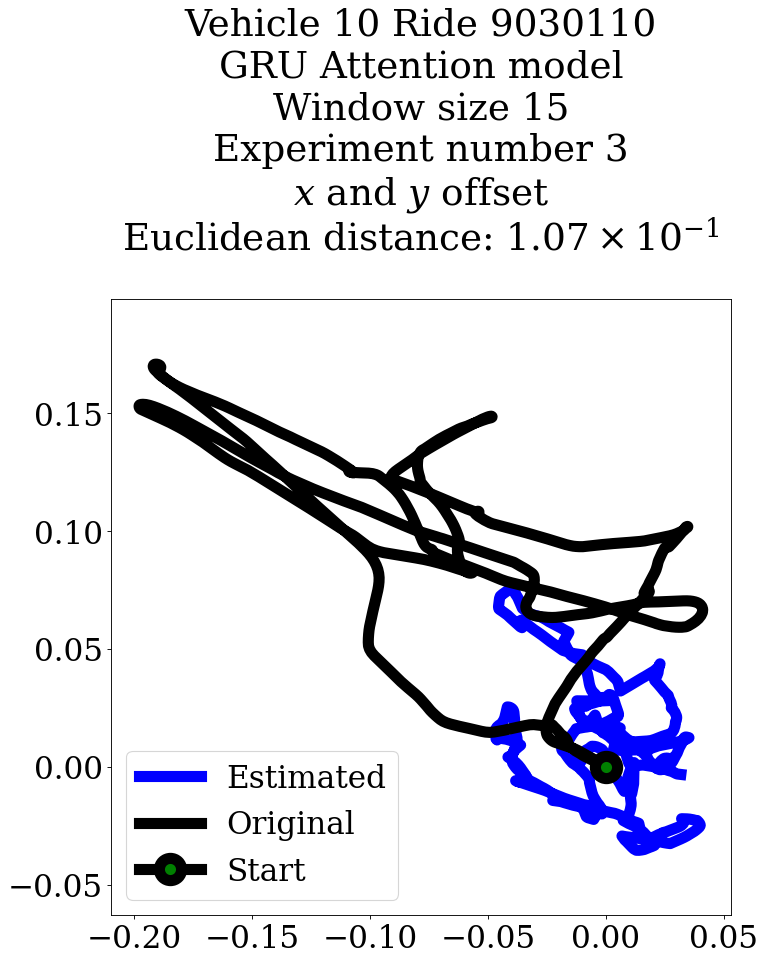 Vehicle 10 Ride 9030110
GRU Attention model
Window size 15
Experiment number 3
x and y offset
Euclidean distance: 1.07 × 10⁻¹
0.15
0.10
0.05
0.00
−0.05
Estimated
Original
Start
−0.20 −0.15 −0.10 −0.05 0.00 0.05